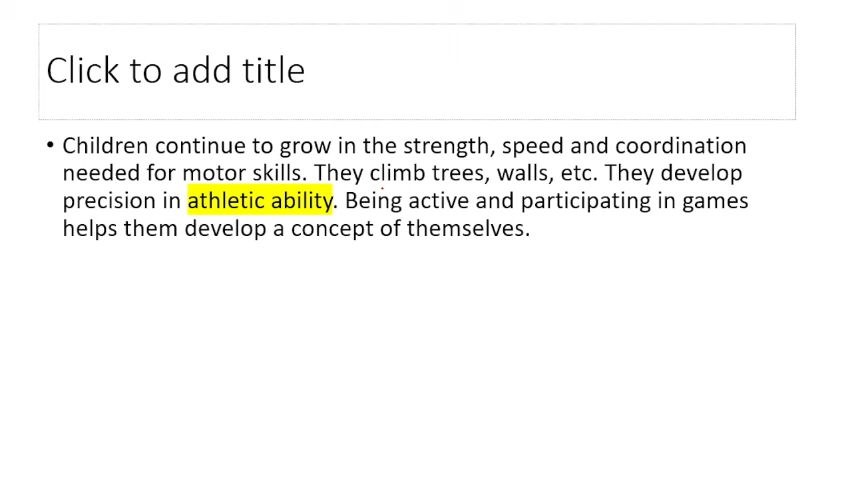 Click to add title
• Children continue to grow in the strength, speed and coordination
needed for motor skills. They climb trees, walls, etc. They develop
precision in athletic ability. Being active and participating in games
helps them develop a concept of themselves.